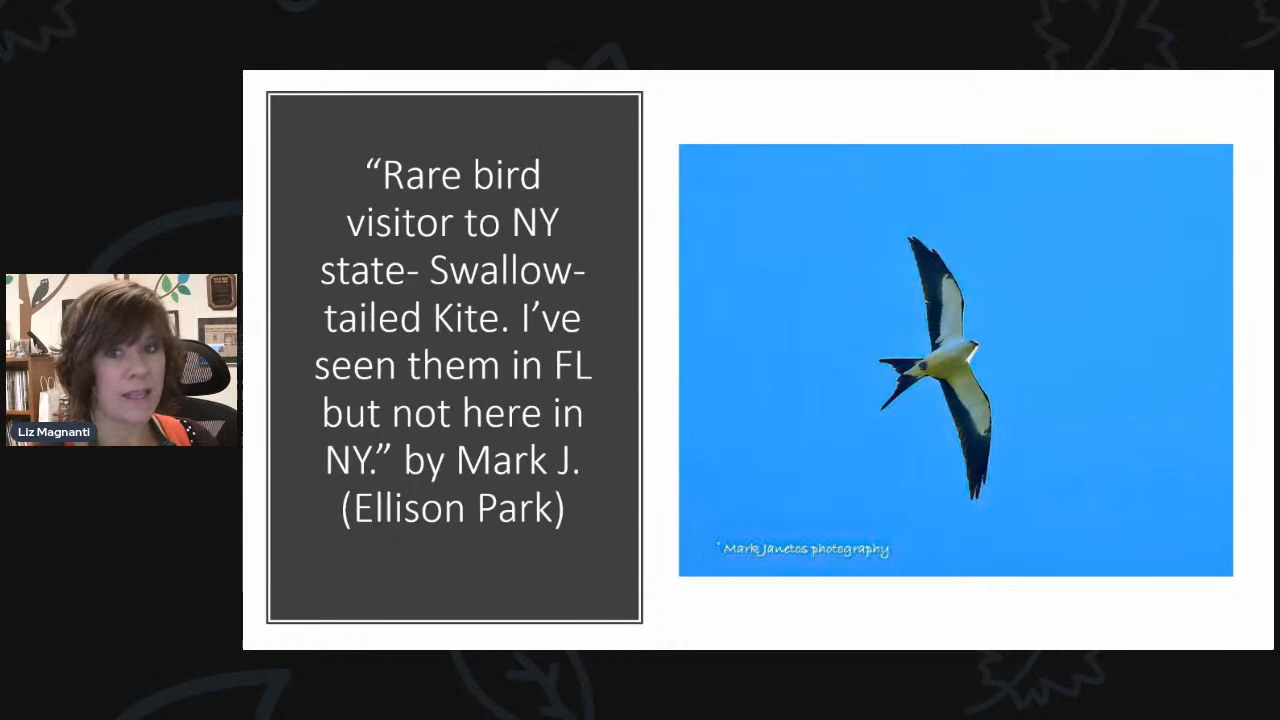 “Rare bird
visitor to NY
state- Swallow-
tailed Kite. I’ve
seen them in FL
but not here in
NY.” by Mark J.
(Ellison Park)
Mark Janetos photography
Liz Magnanti